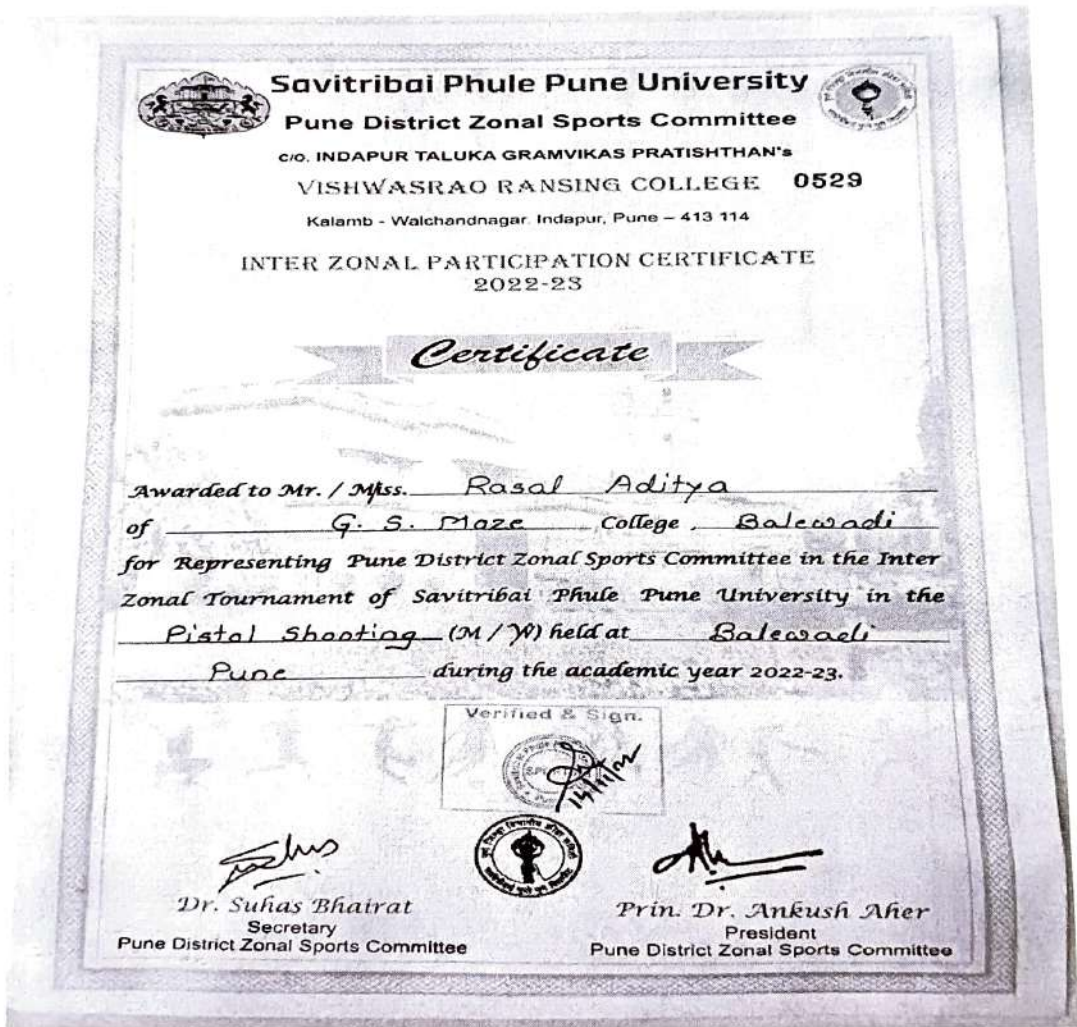 Savitribai Phule Pune University
Pune District Zonal Sports Committee
C/O. INDAPUR TALUKA GRAMVIKAS PRATISHTHAN's
VISHWASRAO RANSING COLLEGE 0529
Kalamb - Walchandnagar. Indapur, Pune – 413 114
INTER ZONAL PARTICIPATION CERTIFICATE
2022-23
Certificate
Awarded to Mr. / Miss. Rasal Aditya
of G. S. Moze College, Balewadi
for Representing Pune District Zonal Sports Committee in the Inter
Zonal Tournament of Savitribai Phule Pune University in the
Pistol Shooting (M / W) held at Balewadi
Pune during the academic year 2022-23.
Verified & Sign.
14/11/22
Dr. Suhas Bhairat
Secretary
Pune District Zonal Sports Committee
Prin. Dr. Ankush Aher
President
Pune District Zonal Sports Committee